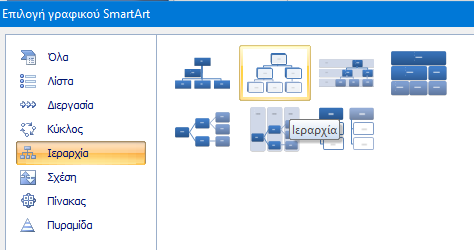 Επιλογή γραφικού SmartArt
Όλα
Λίστα
Διεργασία
Κύκλος
Ιεραρχία
Σχέση
Πίνακας
Πυραμίδα
Ιεραρχία